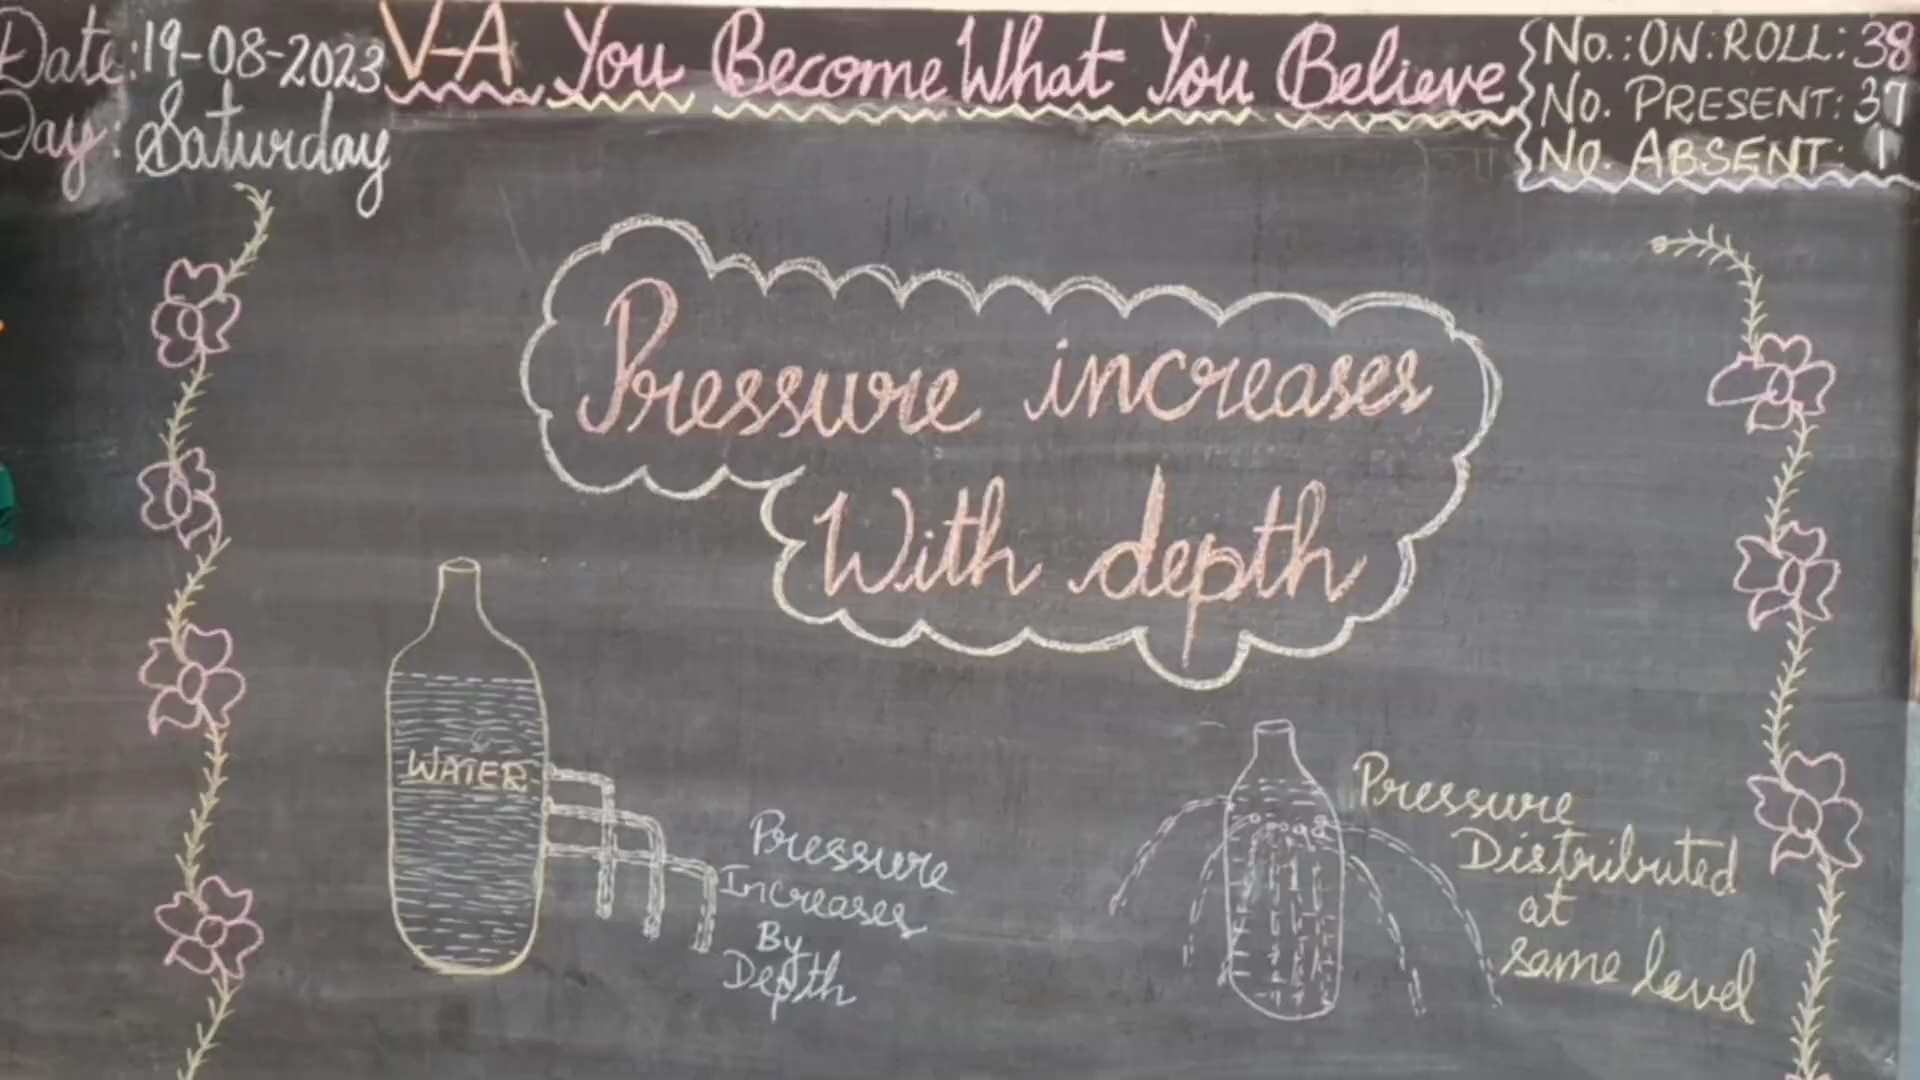 Date: 19-08-2023
Day: Saturday
V-A You Become What You Believe
No.: ON: ROLL: 38
No. PRESENT: 37
No. ABSENT: 1
Pressure increases
With depth
WATER
Pressure
Increases
By
Depth
Pressure
Distributed
at
same level